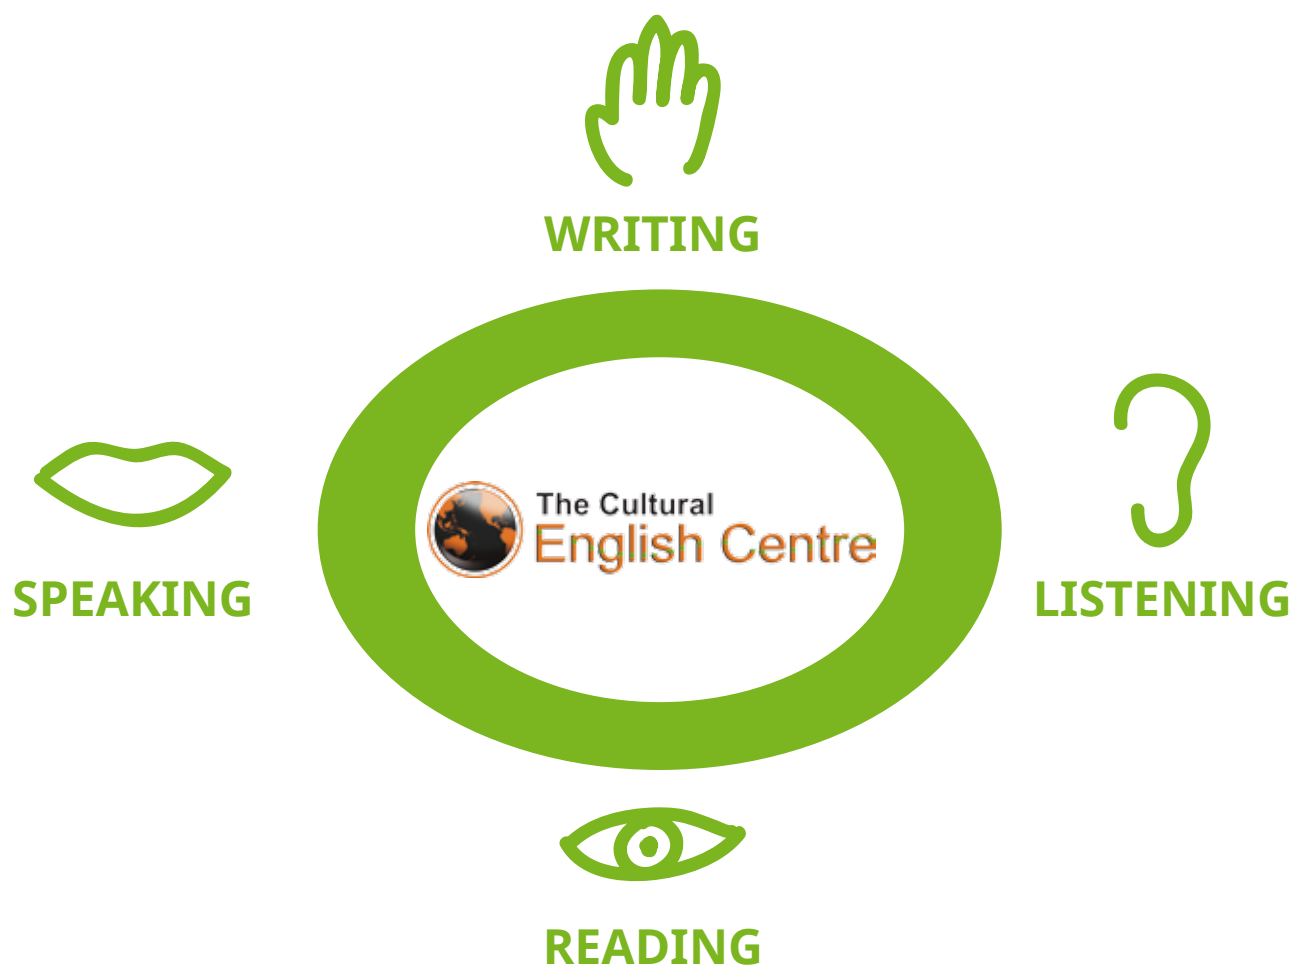 WRITING
The Cultural
English Centre
SPEAKING
LISTENING
READING